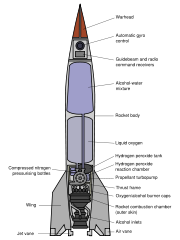 Warhead
Automatic gyro
control
Guidebeam and radio
command receivers
Alcohol-water
mixture
Rocket body
Liquid oxygen
Hydrogen peroxide tank
Compressed nitrogen
pressurising bottles
Hydrogen peroxide
reaction chamber
Propellant turbopump
Thrust frame
Oxygen/alcohol burner caps
Wing
Rocket combustion chamber
(outer skin)
Alcohol inlets
Jet vane
Air vane